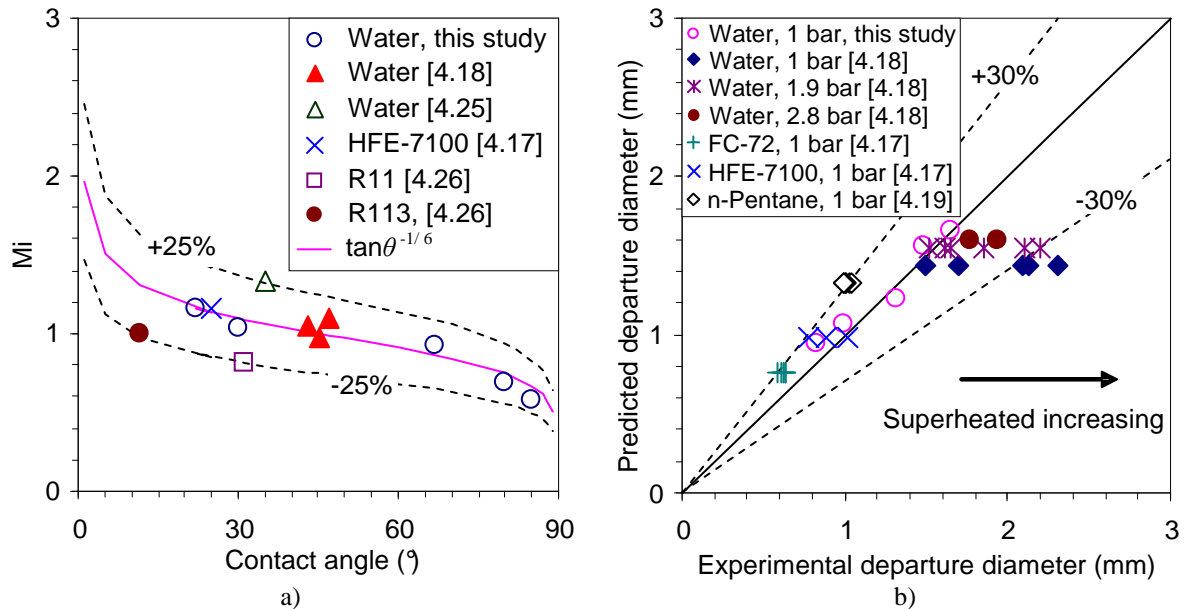 3
2
1
0
0
30
60
90
Mi
Contact angle (°)
Water, this study
Water [4.18]
Water [4.25]
HFE-7100 [4.17]
R11 [4.26]
R113, [4.26]
tanθ^-1/6
+25%
-25%
a)
3
2
1
0
0
1
2
3
Predicted departure diameter (mm)
Experimental departure diameter (mm)
Water, 1 bar, this study
Water, 1 bar [4.18]
Water, 1.9 bar [4.18]
Water, 2.8 bar [4.18]
FC-72, 1 bar [4.17]
HFE-7100, 1 bar [4.17]
n-Pentane, 1 bar [4.19]
+30%
-30%
Superheated increasing
b)